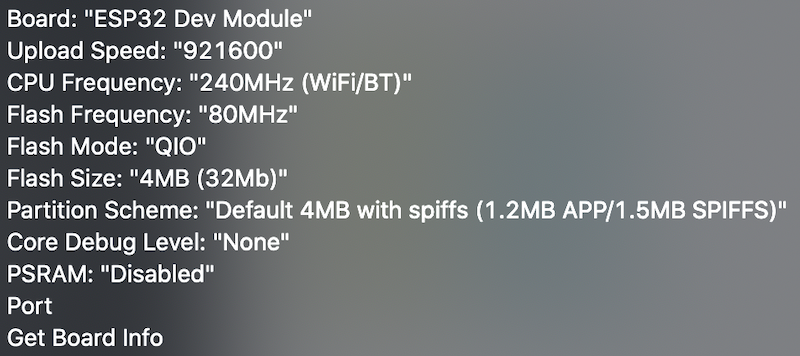 Board: "ESP32 Dev Module"
Upload Speed: "921600"
CPU Frequency: "240MHz (WiFi/BT)"
Flash Frequency: "80MHz"
Flash Mode: "QIO"
Flash Size: "4MB (32Mb)"
Partition Scheme: "Default 4MB with spiffs (1.2MB APP/1.5MB SPIFFS)"
Core Debug Level: "None"
PSRAM: "Disabled"
Port
Get Board Info